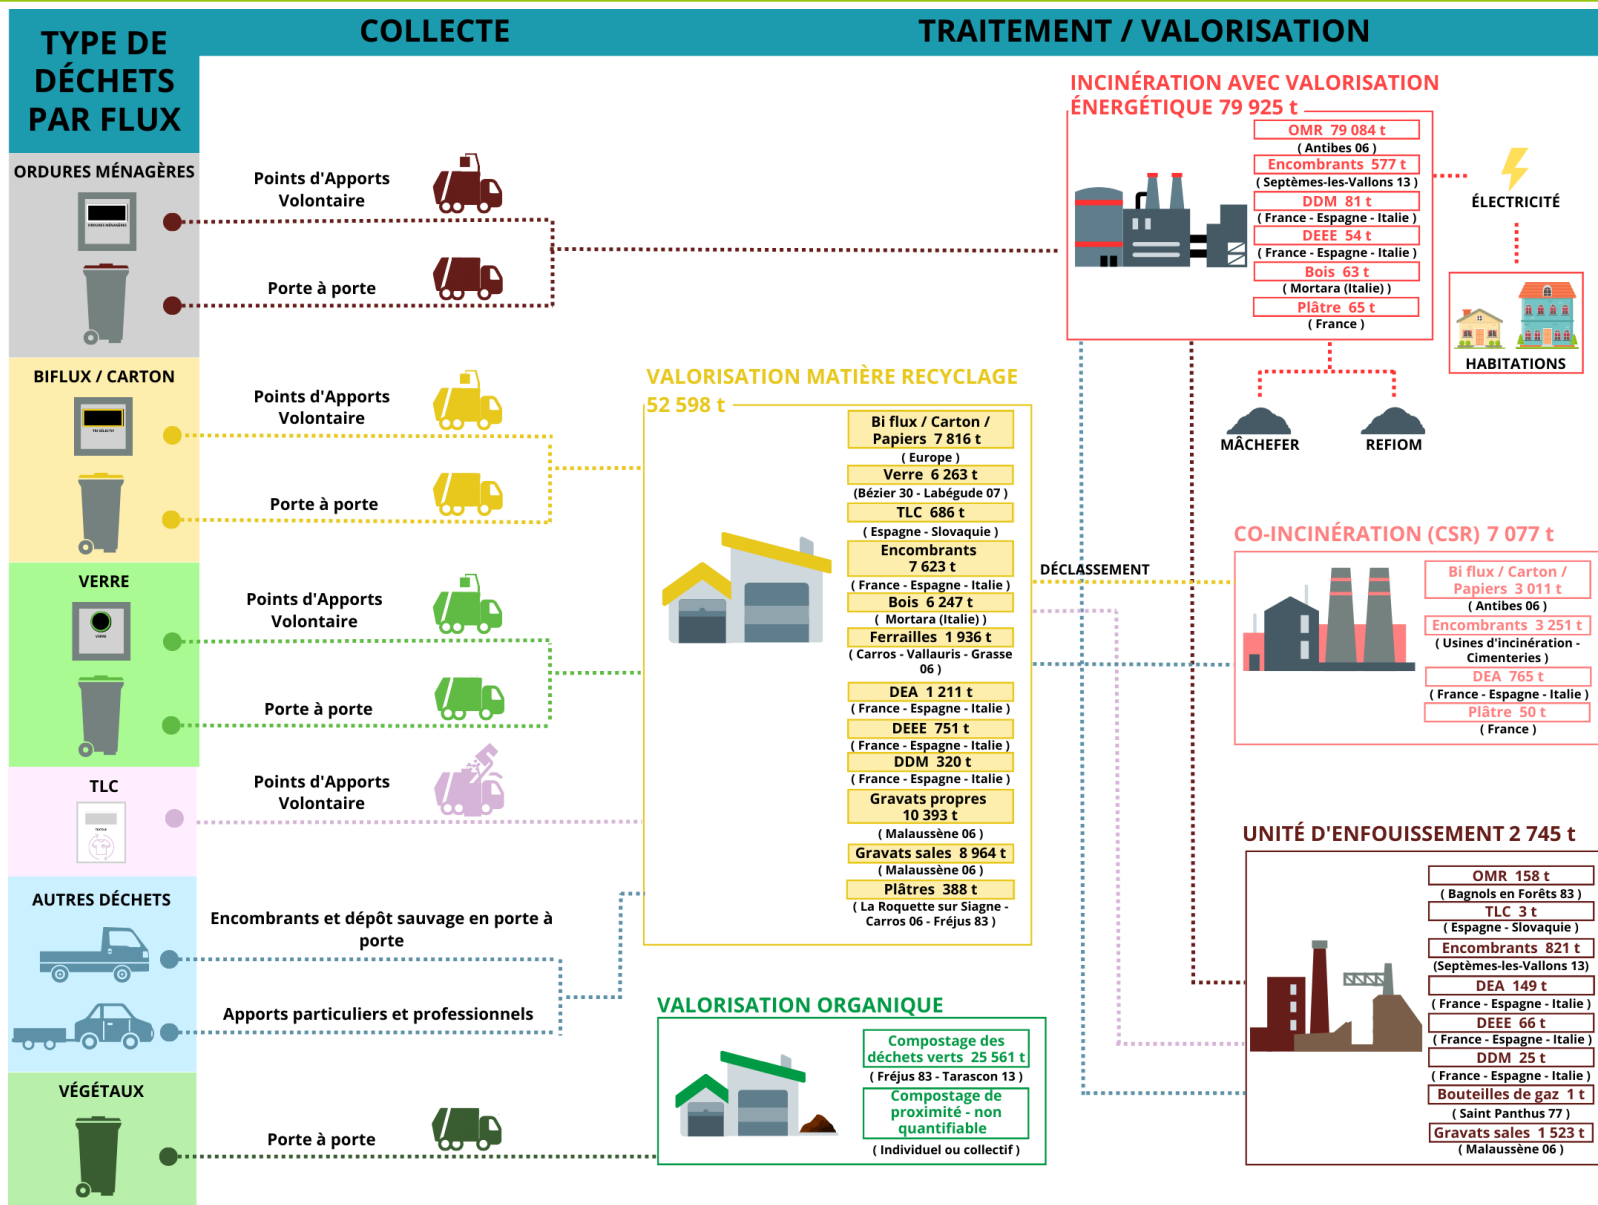 TYPE DE
DÉCHETS
PAR FLUX
COLLECTE
TRAITEMENT / VALORISATION
ORDURES MÉNAGÈRES
ORDURES MÉNAGÈRES
Points d'Apports
Volontaire
Porte à porte
BIFLUX / CARTON
TRI SÉLECTIF
Points d'Apports
Volontaire
Porte à porte
VERRE
VERRE
Points d'Apports
Volontaire
Porte à porte
TLC
TEXTILE
Points d'Apports
Volontaire
AUTRES DÉCHETS
Encombrants et dépôt sauvage en porte à
porte
Apports particuliers et professionnels
VÉGÉTAUX
Porte à porte
VALORISATION MATIÈRE RECYCLAGE
52 598 t
Bi flux / Carton /
Papiers 7 816 t
( Europe )
Verre 6 263 t
(Bézier 30 - Labégude 07 )
TLC 686 t
( Espagne - Slovaquie )
Encombrants
7 623 t
( France - Espagne - Italie )
Bois 6 247 t
( Mortara (Italie) )
Ferrailles 1 936 t
( Carros - Vallauris - Grasse
06 )
DEA 1 211 t
( France - Espagne - Italie )
DEEE 751 t
( France - Espagne - Italie )
DDM 320 t
( France - Espagne - Italie )
Gravats propres
10 393 t
( Malaussène 06 )
Gravats sales 8 964 t
( Malaussène 06 )
Plâtres 388 t
( La Roquette sur Siagne -
Carros 06 - Fréjus 83 )
VALORISATION ORGANIQUE
Compostage des
déchets verts 25 561 t
( Fréjus 83 - Tarascon 13 )
Compostage de
proximité - non
quantifiable
( Individuel ou collectif )
INCINÉRATION AVEC VALORISATION
ÉNERGÉTIQUE 79 925 t
OMR 79 084 t
( Antibes 06 )
Encombrants 577 t
( Septèmes-les-Vallons 13 )
DDM 81 t
( France - Espagne - Italie )
DEEE 54 t
( France - Espagne - Italie )
Bois 63 t
( Mortara (Italie) )
Plâtre 65 t
( France )
ÉLECTRICITÉ
HABITATIONS
MÂCHEFER
REFIOM
DÉCLASSEMENT
CO-INCINÉRATION (CSR) 7 077 t
Bi flux / Carton /
Papiers 3 011 t
( Antibes 06 )
Encombrants 3 251 t
( Usines d'incinération -
Cimenteries )
DEA 765 t
( France - Espagne - Italie )
Plâtre 50 t
( France )
UNITÉ D'ENFOUISSEMENT 2 745 t
OMR 158 t
( Bagnols en Forêts 83 )
TLC 3 t
( Espagne - Slovaquie )
Encombrants 821 t
(Septèmes-les-Vallons 13)
DEA 149 t
( France - Espagne - Italie )
DEEE 66 t
( France - Espagne - Italie )
DDM 25 t
( France - Espagne - Italie )
Bouteilles de gaz 1 t
( Saint Panthus 77 )
Gravats sales 1 523 t
( Malaussène 06 )